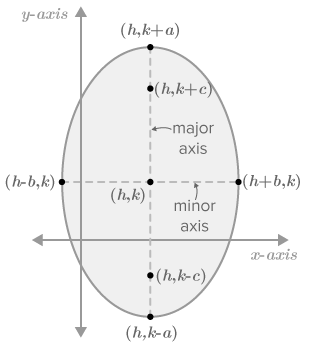 y-axis
(h,k+a)
(h,k+c)
major
axis
(h-b,k)
(h,k)
(h+b,k)
minor
axis
x-axis
(h,k-c)
(h,k-a)